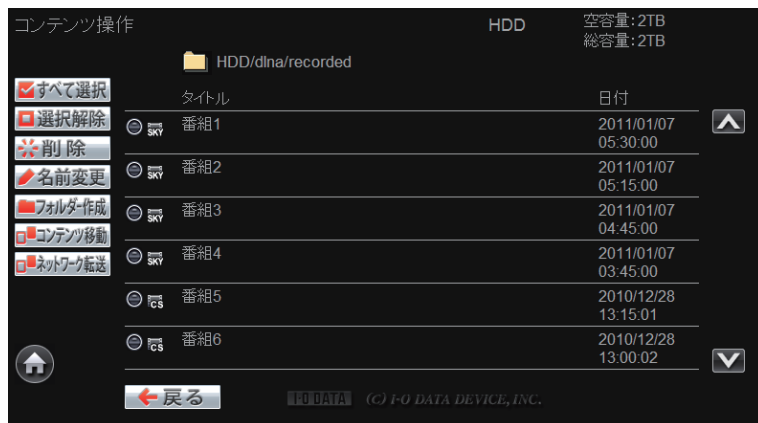 コンテンツ操作
HDD
空容量:2TB
総容量:2TB
HDD/dlna/recorded
すべて選択
選択解除
削 除
名前変更
フォルダー作成
コンテンツ移動
ネットワーク転送
タイトル 日付
SKY 番組1 2011/01/07
05:30:00
SKY 番組2 2011/01/07
05:15:00
SKY 番組3 2011/01/07
04:45:00
SKY 番組4 2011/01/07
03:45:00
CS 番組5 2010/12/28
13:15:01
CS 番組6 2010/12/28
13:00:02
戻る
I-O DATA (C) I-O DATA DEVICE, INC.